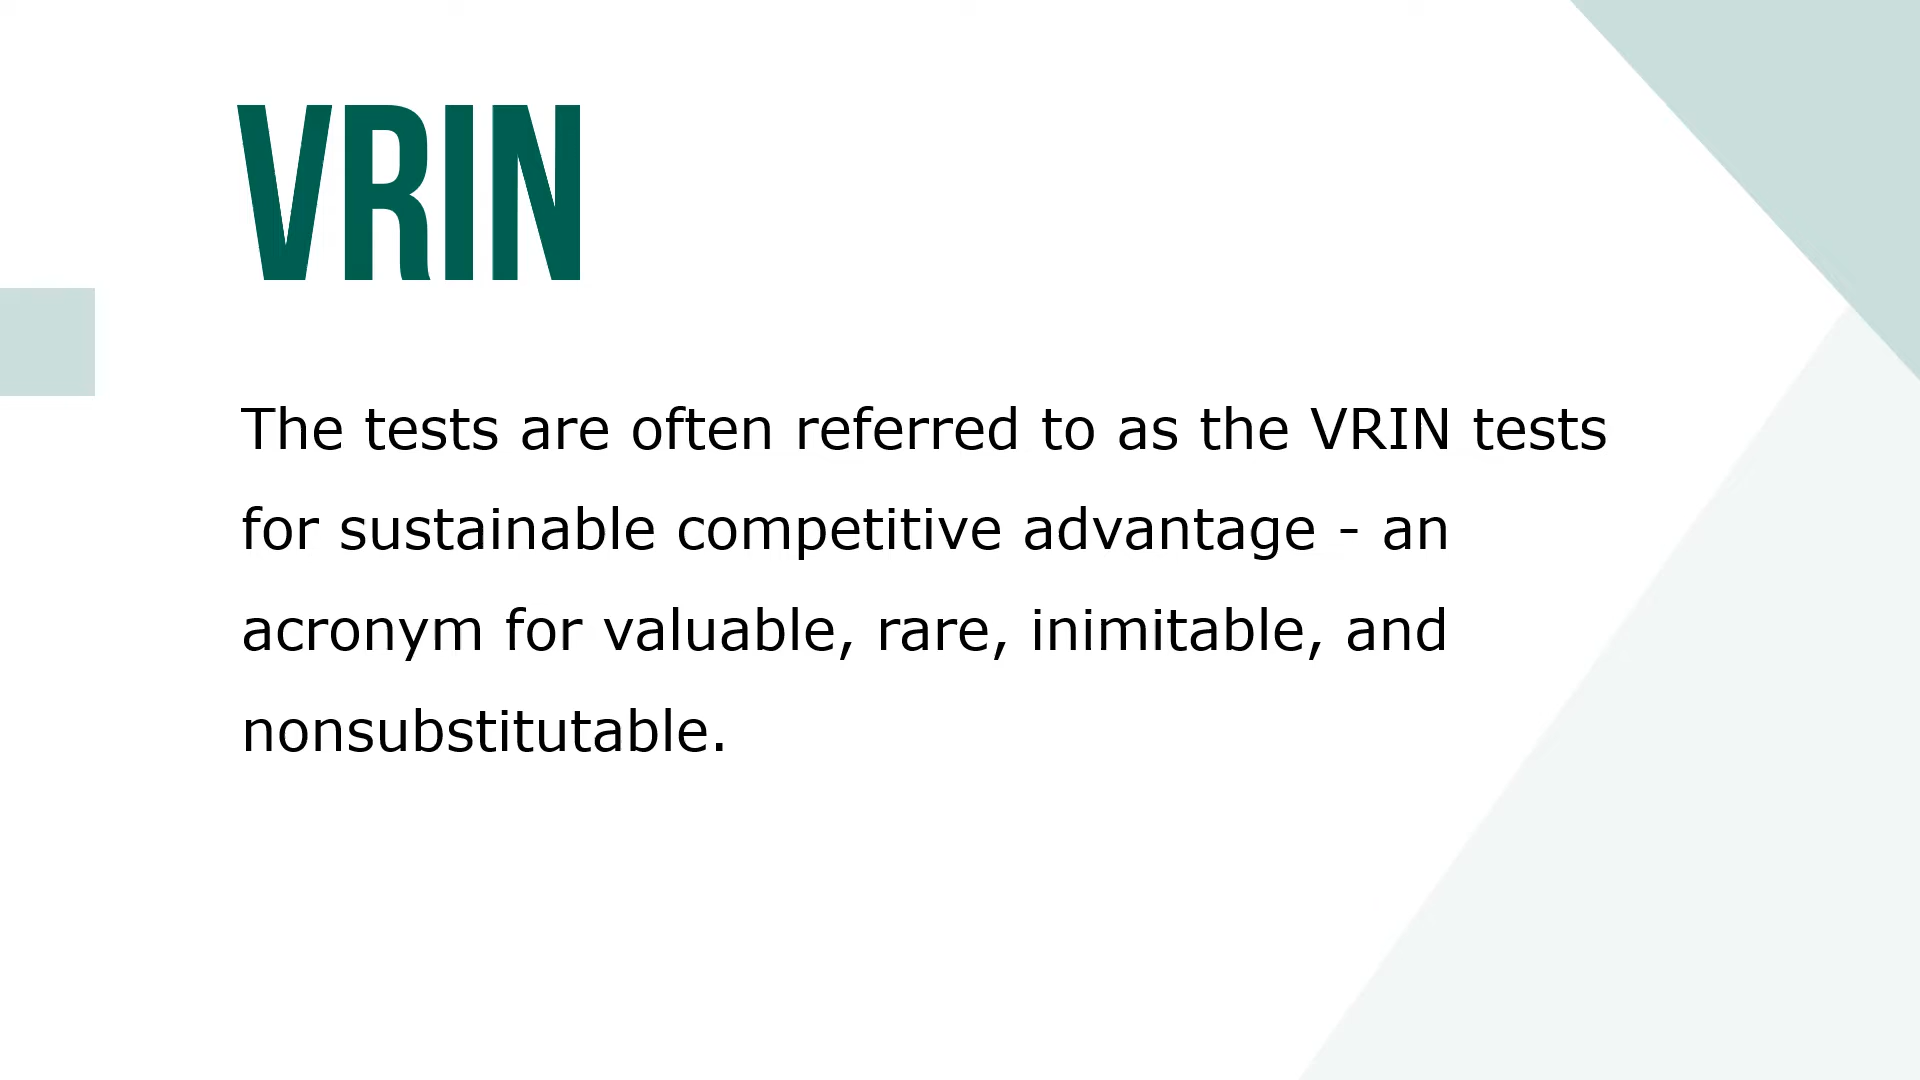 VRIN
The tests are often referred to as the VRIN tests
for sustainable competitive advantage - an
acronym for valuable, rare, inimitable, and
nonsubstitutable.